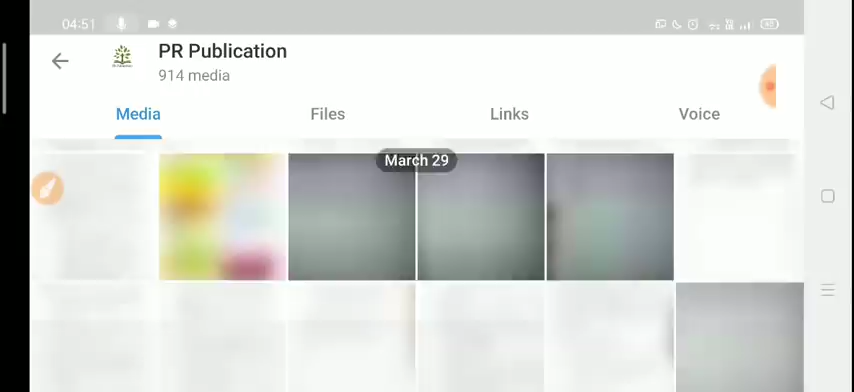 04:51
PR Publication
914 media
Media
Files
Links
Voice
March 29